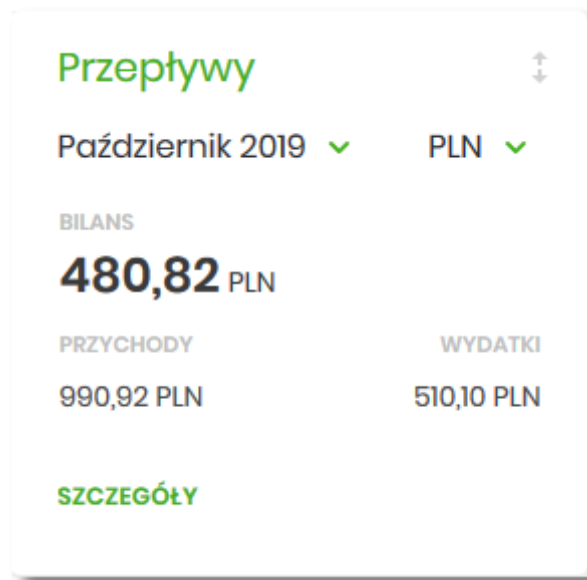 Przepływy
Październik 2019 PLN
BILANS
480,82 PLN
PRZYCHODY WYDATKI
990,92 PLN 510,10 PLN
SZCZEGÓŁY